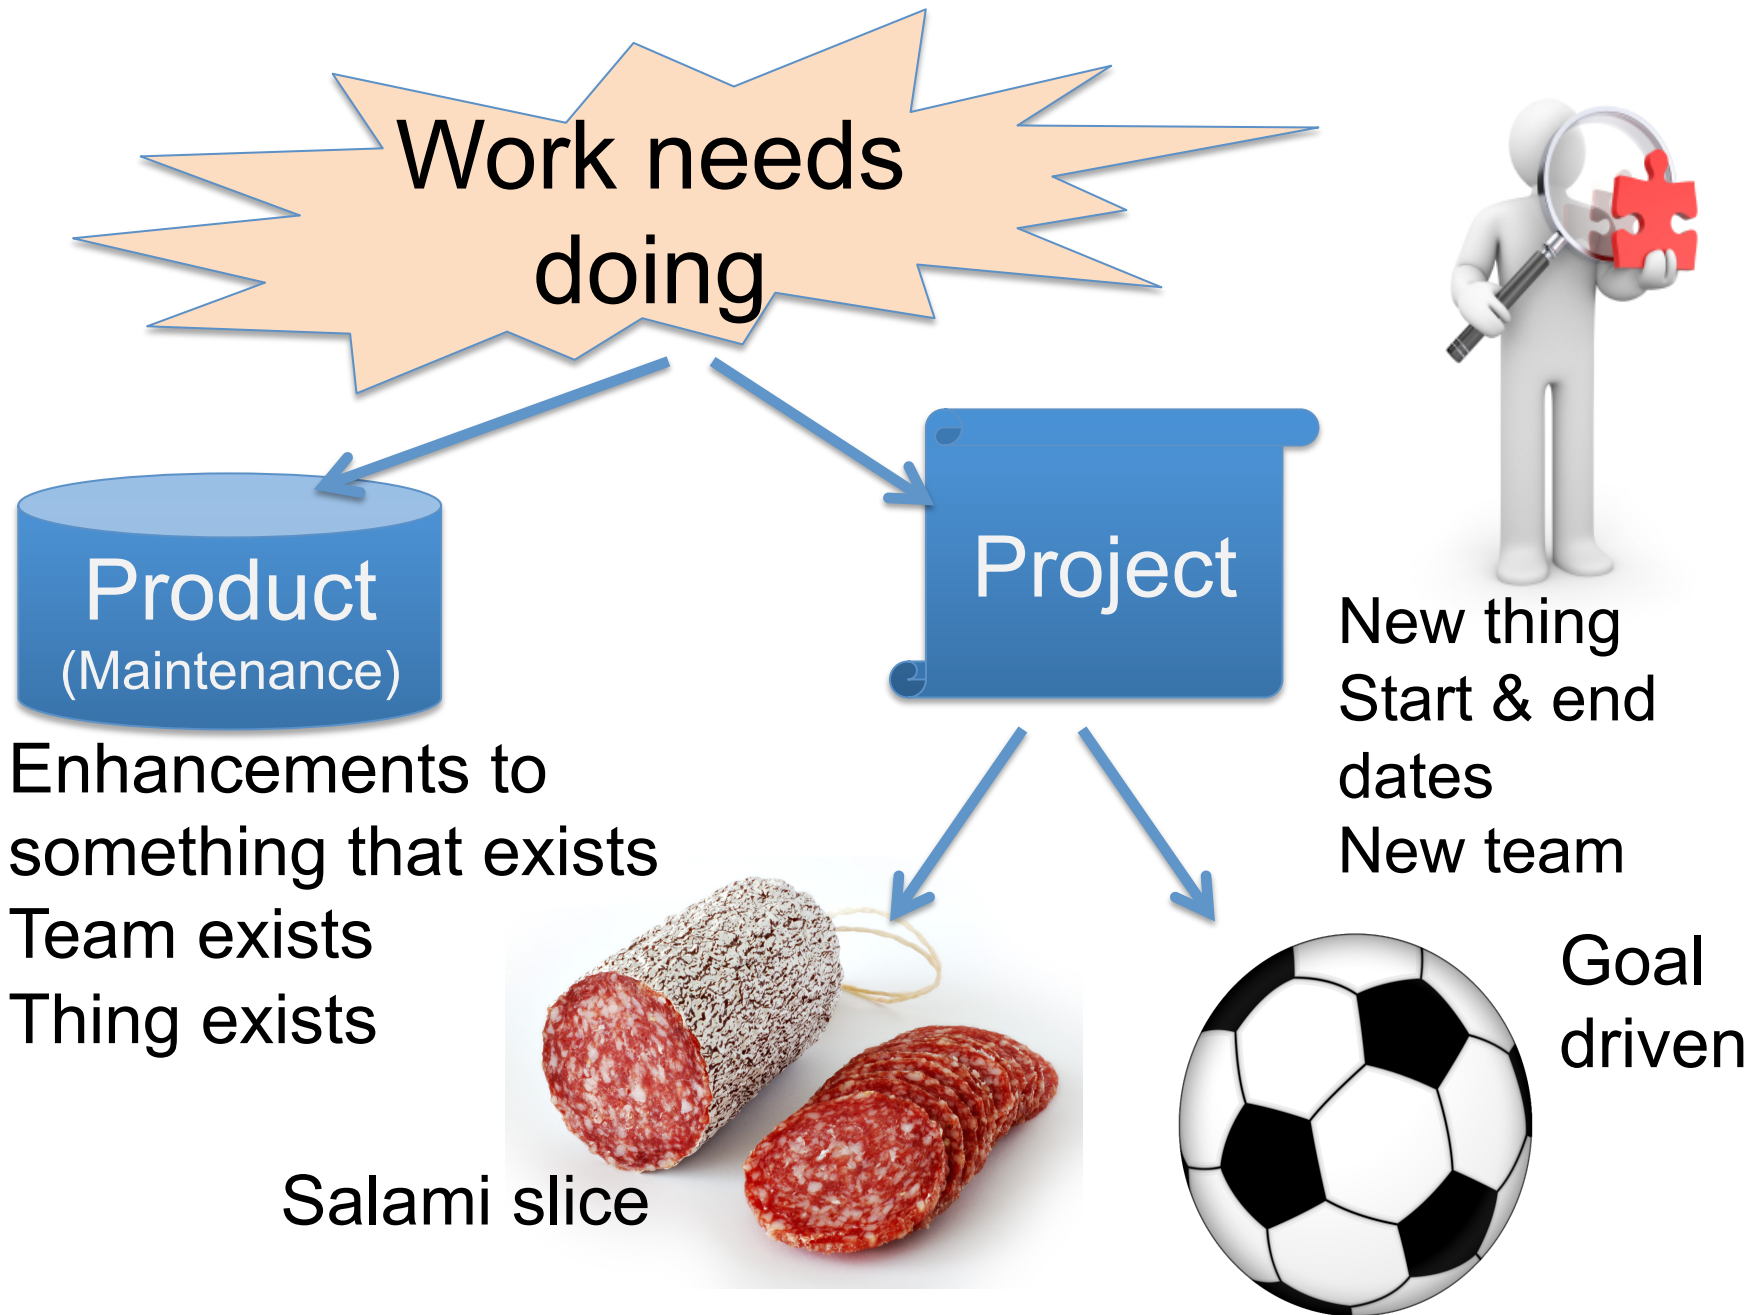 Work needs
doing
Product
(Maintenance)
Project
New thing
Start & end
dates
New team
Enhancements to
something that exists
Team exists
Thing exists
Salami slice
Goal
driven